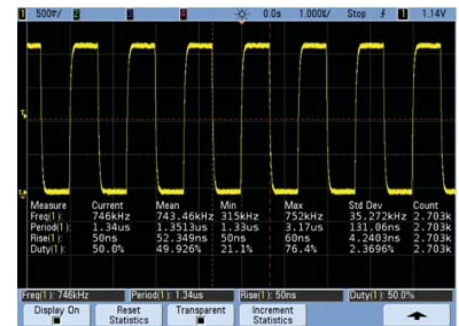 1 500▽/ 2 3 4 0.0s 1.000▽/ Stop 1 1.14V
Measure Current Mean Min Max Std Dev Count
Freq(1): 746kHz 743.46kHz 315kHz 752kHz 35.272kHz 2.703k
Period(1): 1.34us 1.3513us 1.33us 3.17us 131.06ns 2.703k
Rise(1): 50ns 52.349ns 50ns 60ns 4.2403ns 2.703k
Duty(1): 50.0% 49.926% 21.1% 76.4% 2.3696% 2.703k
Freq(1): 746kHz Period(1): 1.34us Rise(1): 50ns Duty(1): 50.0%
Display On Reset Statistics Transparent Increment Statistics